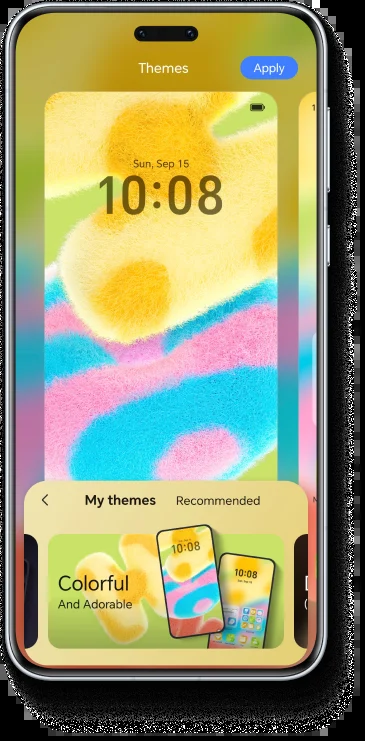 Themes
Apply
Sun, Sep 15
10:08
My themes
Recommended
Colorful
And Adorable
10:08
10:08